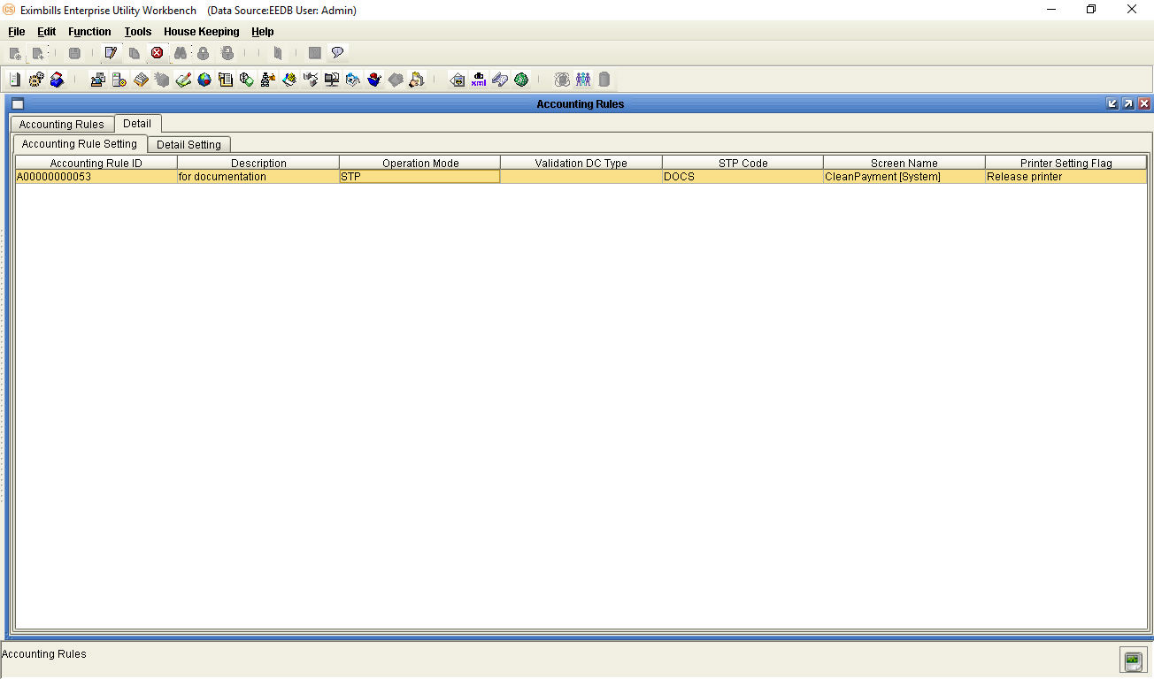 Eximbills Enterprise Utility Workbench (Data Source:EEDB User: Admin)
File Edit Function Tools House Keeping Help
xml
Accounting Rules
Accounting Rules Detail
Accounting Rule Setting Detail Setting
Accounting Rule ID Description Operation Mode Validation DC Type STP Code Screen Name Printer Setting Flag
A00000000053 for documentation STP DOCS CleanPayment [System] Release printer
Accounting Rules